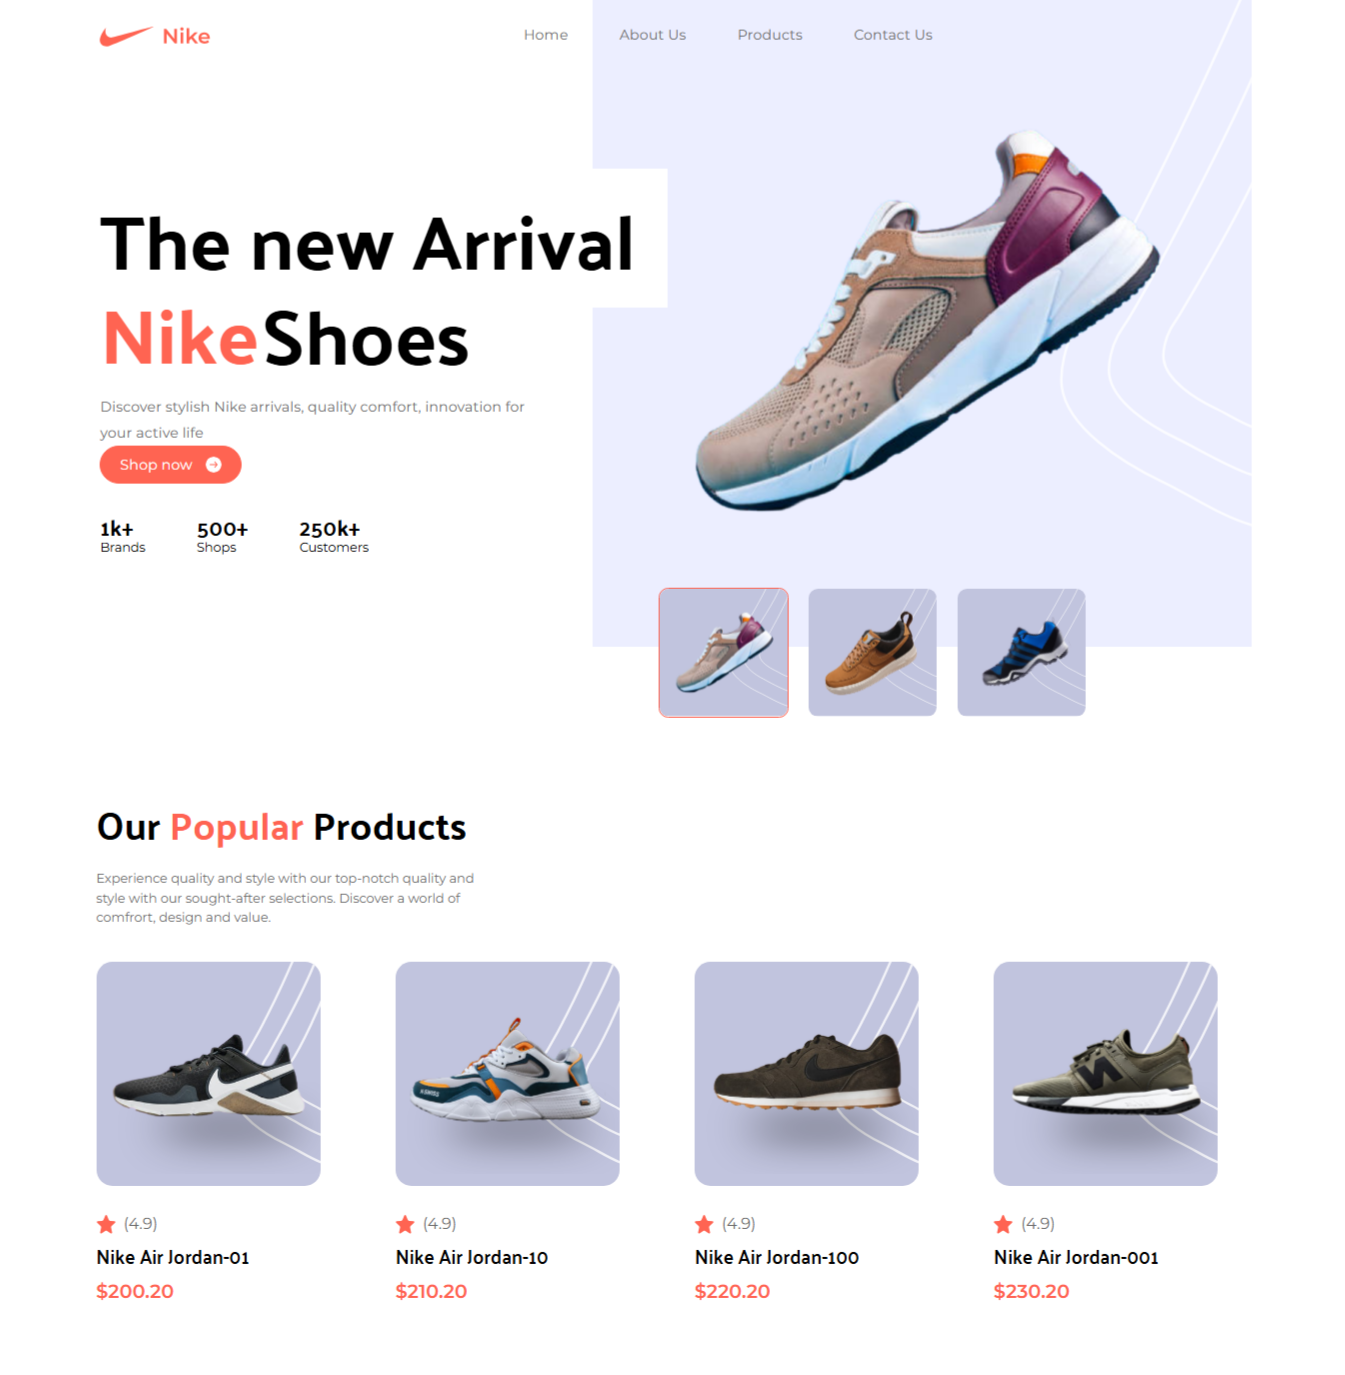 Nike
Home
About Us
Products
Contact Us
The new Arrival
Nike Shoes
Discover stylish Nike arrivals, quality comfort, innovation for
your active life
Shop now
1k+
Brands
500+
Shops
250k+
Customers
Our Popular Products
Experience quality and style with our top-notch quality and
style with our sought-after selections. Discover a world of
comfrort, design and value.
(4.9)
Nike Air Jordan-01
$200.20
K-SWISS
(4.9)
Nike Air Jordan-10
$210.20
(4.9)
Nike Air Jordan-100
$220.20
N
(4.9)
Nike Air Jordan-001
$230.20